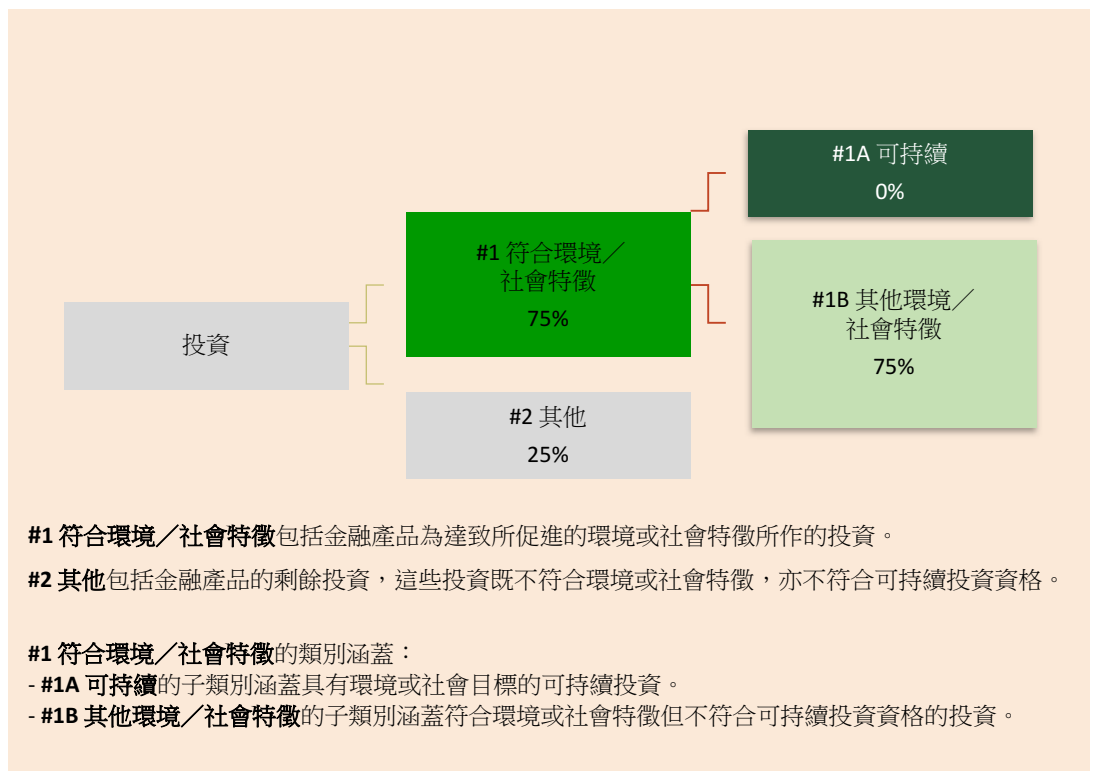 #1A 可持續
0%
#1 符合環境／
社會特徵
75%
#1B 其他環境／
社會特徵
75%
投資
#2 其他
25%
#1 符合環境／社會特徵包括金融產品為達致所促進的環境或社會特徵所作的投資。
#2 其他包括金融產品的剩餘投資，這些投資既不符合環境或社會特徵，亦不符合可持續投資資格。
#1 符合環境／社會特徵的類別涵蓋：
- #1A 可持續的子類別涵蓋具有環境或社會目標的可持續投資。
- #1B 其他環境／社會特徵的子類別涵蓋符合環境或社會特徵但不符合可持續投資資格的投資。